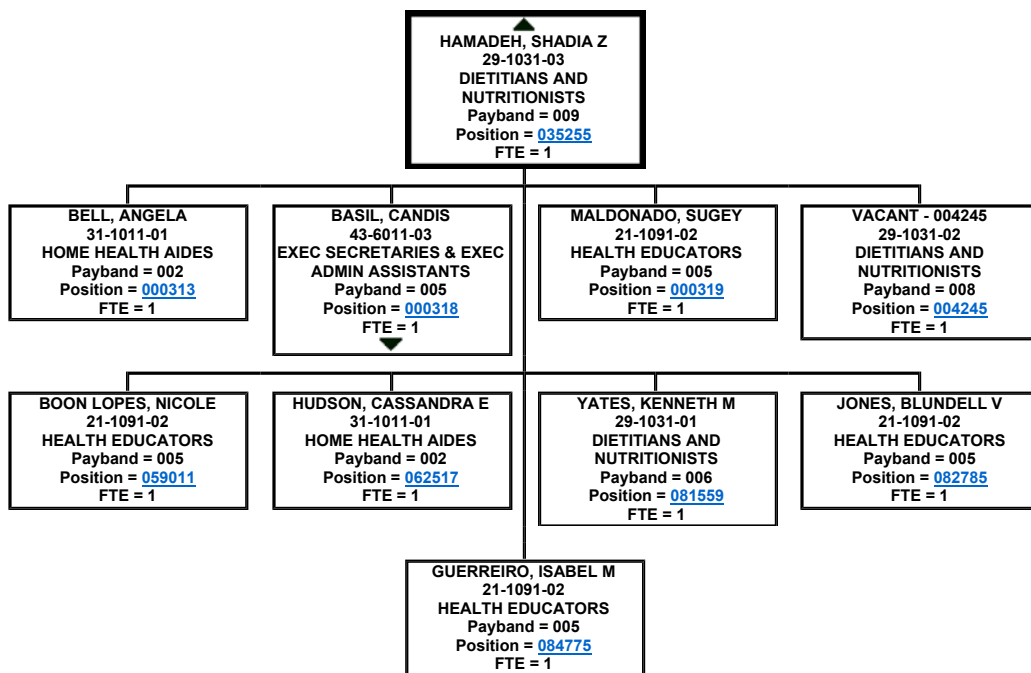 HAMADEH, SHADIA Z
29-1031-03
DIETITIANS AND
NUTRITIONISTS
Payband = 009
Position = 035255
FTE = 1
BELL, ANGELA
31-1011-01
HOME HEALTH AIDES
Payband = 002
Position = 000313
FTE = 1
BASIL, CANDIS
43-6011-03
EXEC SECRETARIES & EXEC
ADMIN ASSISTANTS
Payband = 005
Position = 000318
FTE = 1
MALDONADO, SUGEY
21-1091-02
HEALTH EDUCATORS
Payband = 005
Position = 000319
FTE = 1
VACANT - 004245
29-1031-02
DIETITIANS AND
NUTRITIONISTS
Payband = 008
Position = 004245
FTE = 1
BOON LOPES, NICOLE
21-1091-02
HEALTH EDUCATORS
Payband = 005
Position = 059011
FTE = 1
HUDSON, CASSANDRA E
31-1011-01
HOME HEALTH AIDES
Payband = 002
Position = 062517
FTE = 1
YATES, KENNETH M
29-1031-01
DIETITIANS AND
NUTRITIONISTS
Payband = 006
Position = 081559
FTE = 1
JONES, BLUNDELL V
21-1091-02
HEALTH EDUCATORS
Payband = 005
Position = 082785
FTE = 1
GUERREIRO, ISABEL M
21-1091-02
HEALTH EDUCATORS
Payband = 005
Position = 084775
FTE = 1